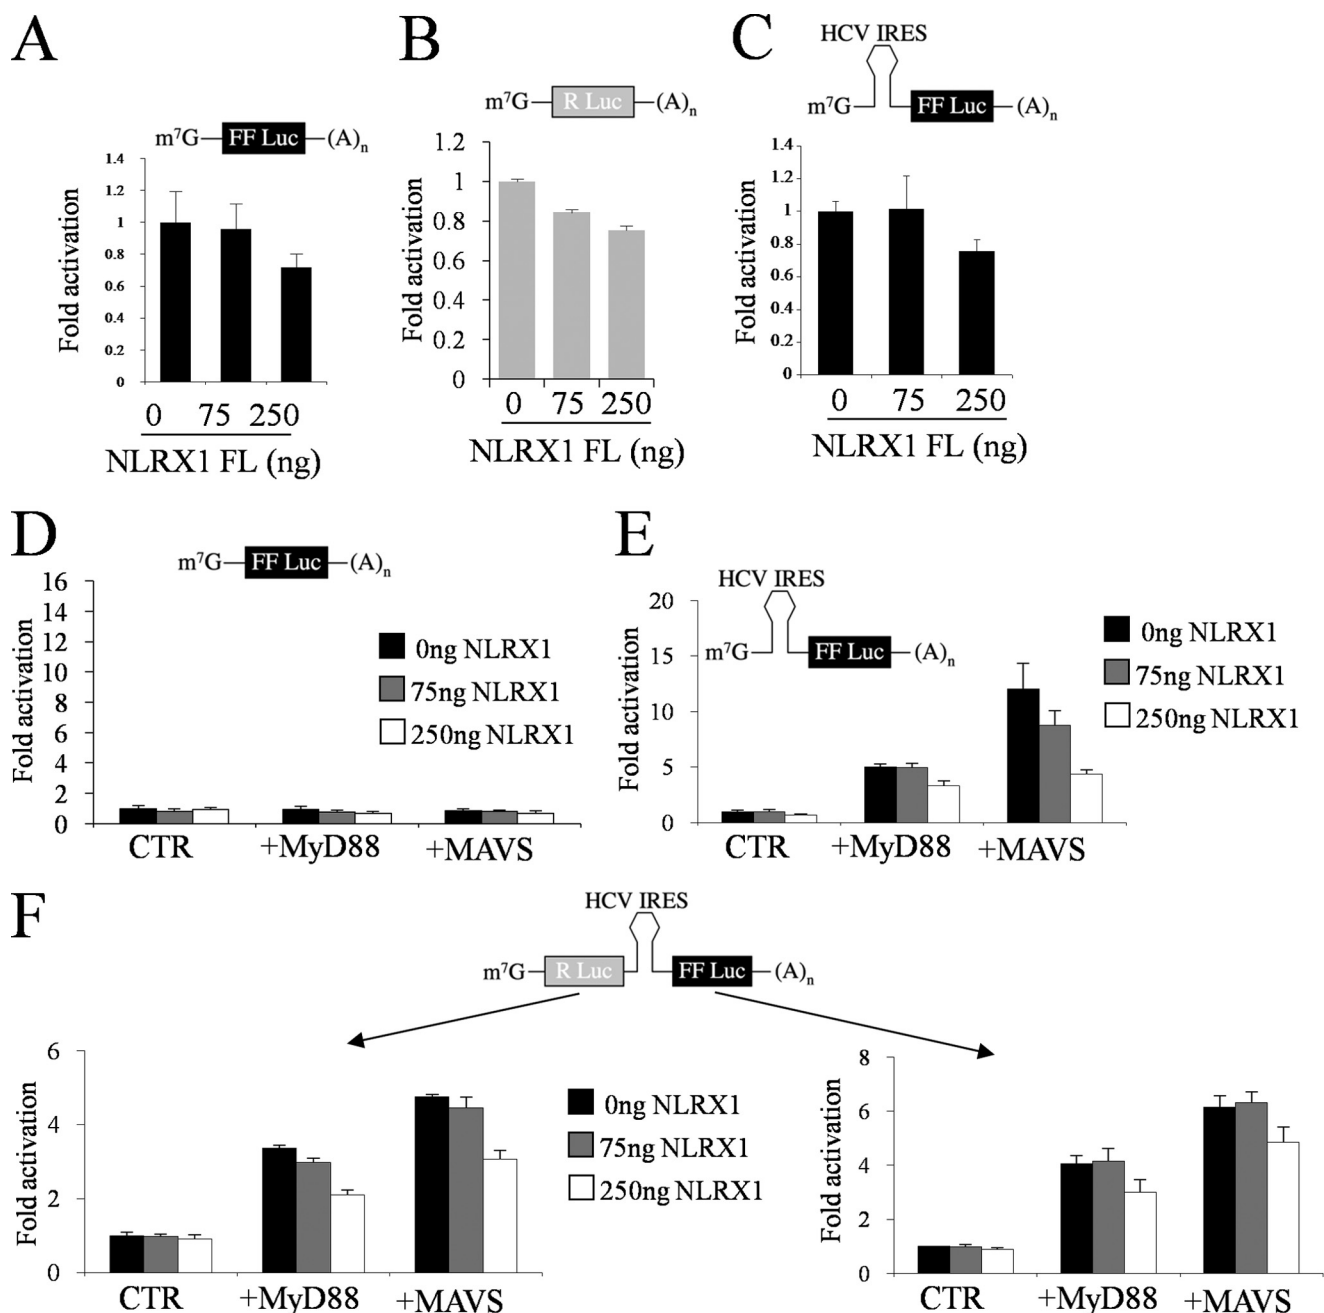 A
m⁷G FF Luc (A)ₙ
Fold activation
1.4
1.2
1
0.8
0.6
0.4
0.2
0
0 75 250
NLRX1 FL (ng)
B
m⁷G R Luc (A)ₙ
Fold activation
1.2
1
0.8
0.6
0.4
0.2
0
0 75 250
NLRX1 FL (ng)
C
HCV IRES
m⁷G FF Luc (A)ₙ
Fold activation
1.4
1.2
1
0.8
0.6
0.4
0.2
0
0 75 250
NLRX1 FL (ng)
D
m⁷G FF Luc (A)ₙ
Fold activation
16
14
12
10
8
6
4
2
0
0ng NLRX1
75ng NLRX1
250ng NLRX1
CTR +MyD88 +MAVS
E
HCV IRES
m⁷G FF Luc (A)ₙ
Fold activation
20
15
10
5
0
0ng NLRX1
75ng NLRX1
250ng NLRX1
CTR +MyD88 +MAVS
F
HCV IRES
m⁷G R Luc FF Luc (A)ₙ
Fold activation
6
4
2
0
0ng NLRX1
75ng NLRX1
250ng NLRX1
CTR +MyD88 +MAVS
Fold activation
8
6
4
2
0
CTR +MyD88 +MAVS